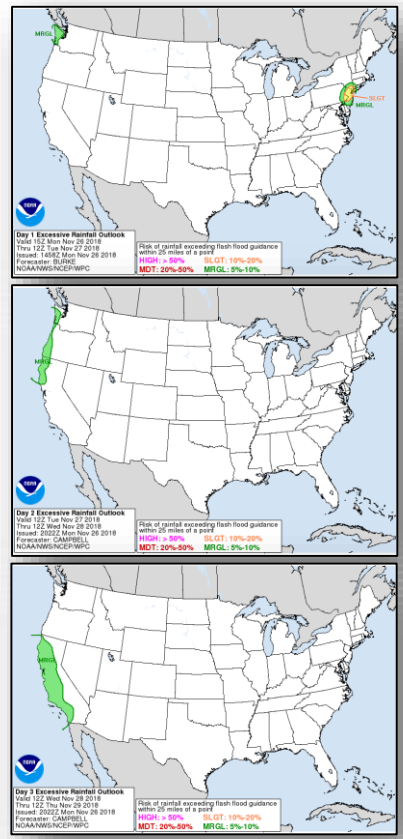 MRGL
SLGT
MRGL
NOAA
Day 1 Excessive Rainfall Outlook
Valid 15Z Mon Nov 26 2018
Thru 12Z Tue Nov 27 2018
Issued: 1458Z Mon Nov 26 2018
Forecaster: BURKE
NOAA/NWS/NCEP/WPC
Risk of rainfall exceeding flash flood guidance
within 25 miles of a point
HIGH: > 50% SLGT: 10%-20%
MDT: 20%-50% MRGL: 5%-10%
MRGL
NOAA
Day 2 Excessive Rainfall Outlook
Valid 12Z Tue Nov 27 2018
Thru 12Z Wed Nov 28 2018
Issued: 2022Z Mon Nov 26 2018
Forecaster: CAMPBELL
NOAA/NWS/NCEP/WPC
Risk of rainfall exceeding flash flood guidance
within 25 miles of a point
HIGH: > 50% SLGT: 10%-20%
MDT: 20%-50% MRGL: 5%-10%
MRGL
NOAA
Day 3 Excessive Rainfall Outlook
Valid 12Z Wed Nov 28 2018
Thru 12Z Thu Nov 29 2018
Issued: 2022Z Mon Nov 26 2018
Forecaster: CAMPBELL
NOAA/NWS/NCEP/WPC
Risk of rainfall exceeding flash flood guidance
within 25 miles of a point
HIGH: > 50% SLGT: 10%-20%
MDT: 20%-50% MRGL: 5%-10%